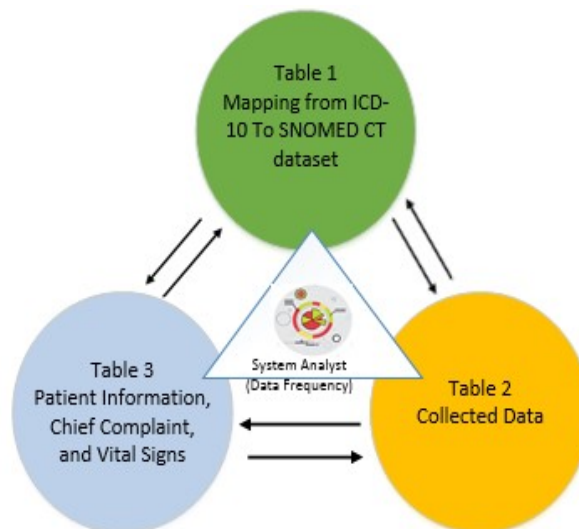 Table 1
Mapping from ICD-
10 To SNOMED CT
dataset
System Analyst
(Data Frequency)
Table 3
Patient Information,
Chief Complaint,
and Vital Signs
Table 2
Collected Data